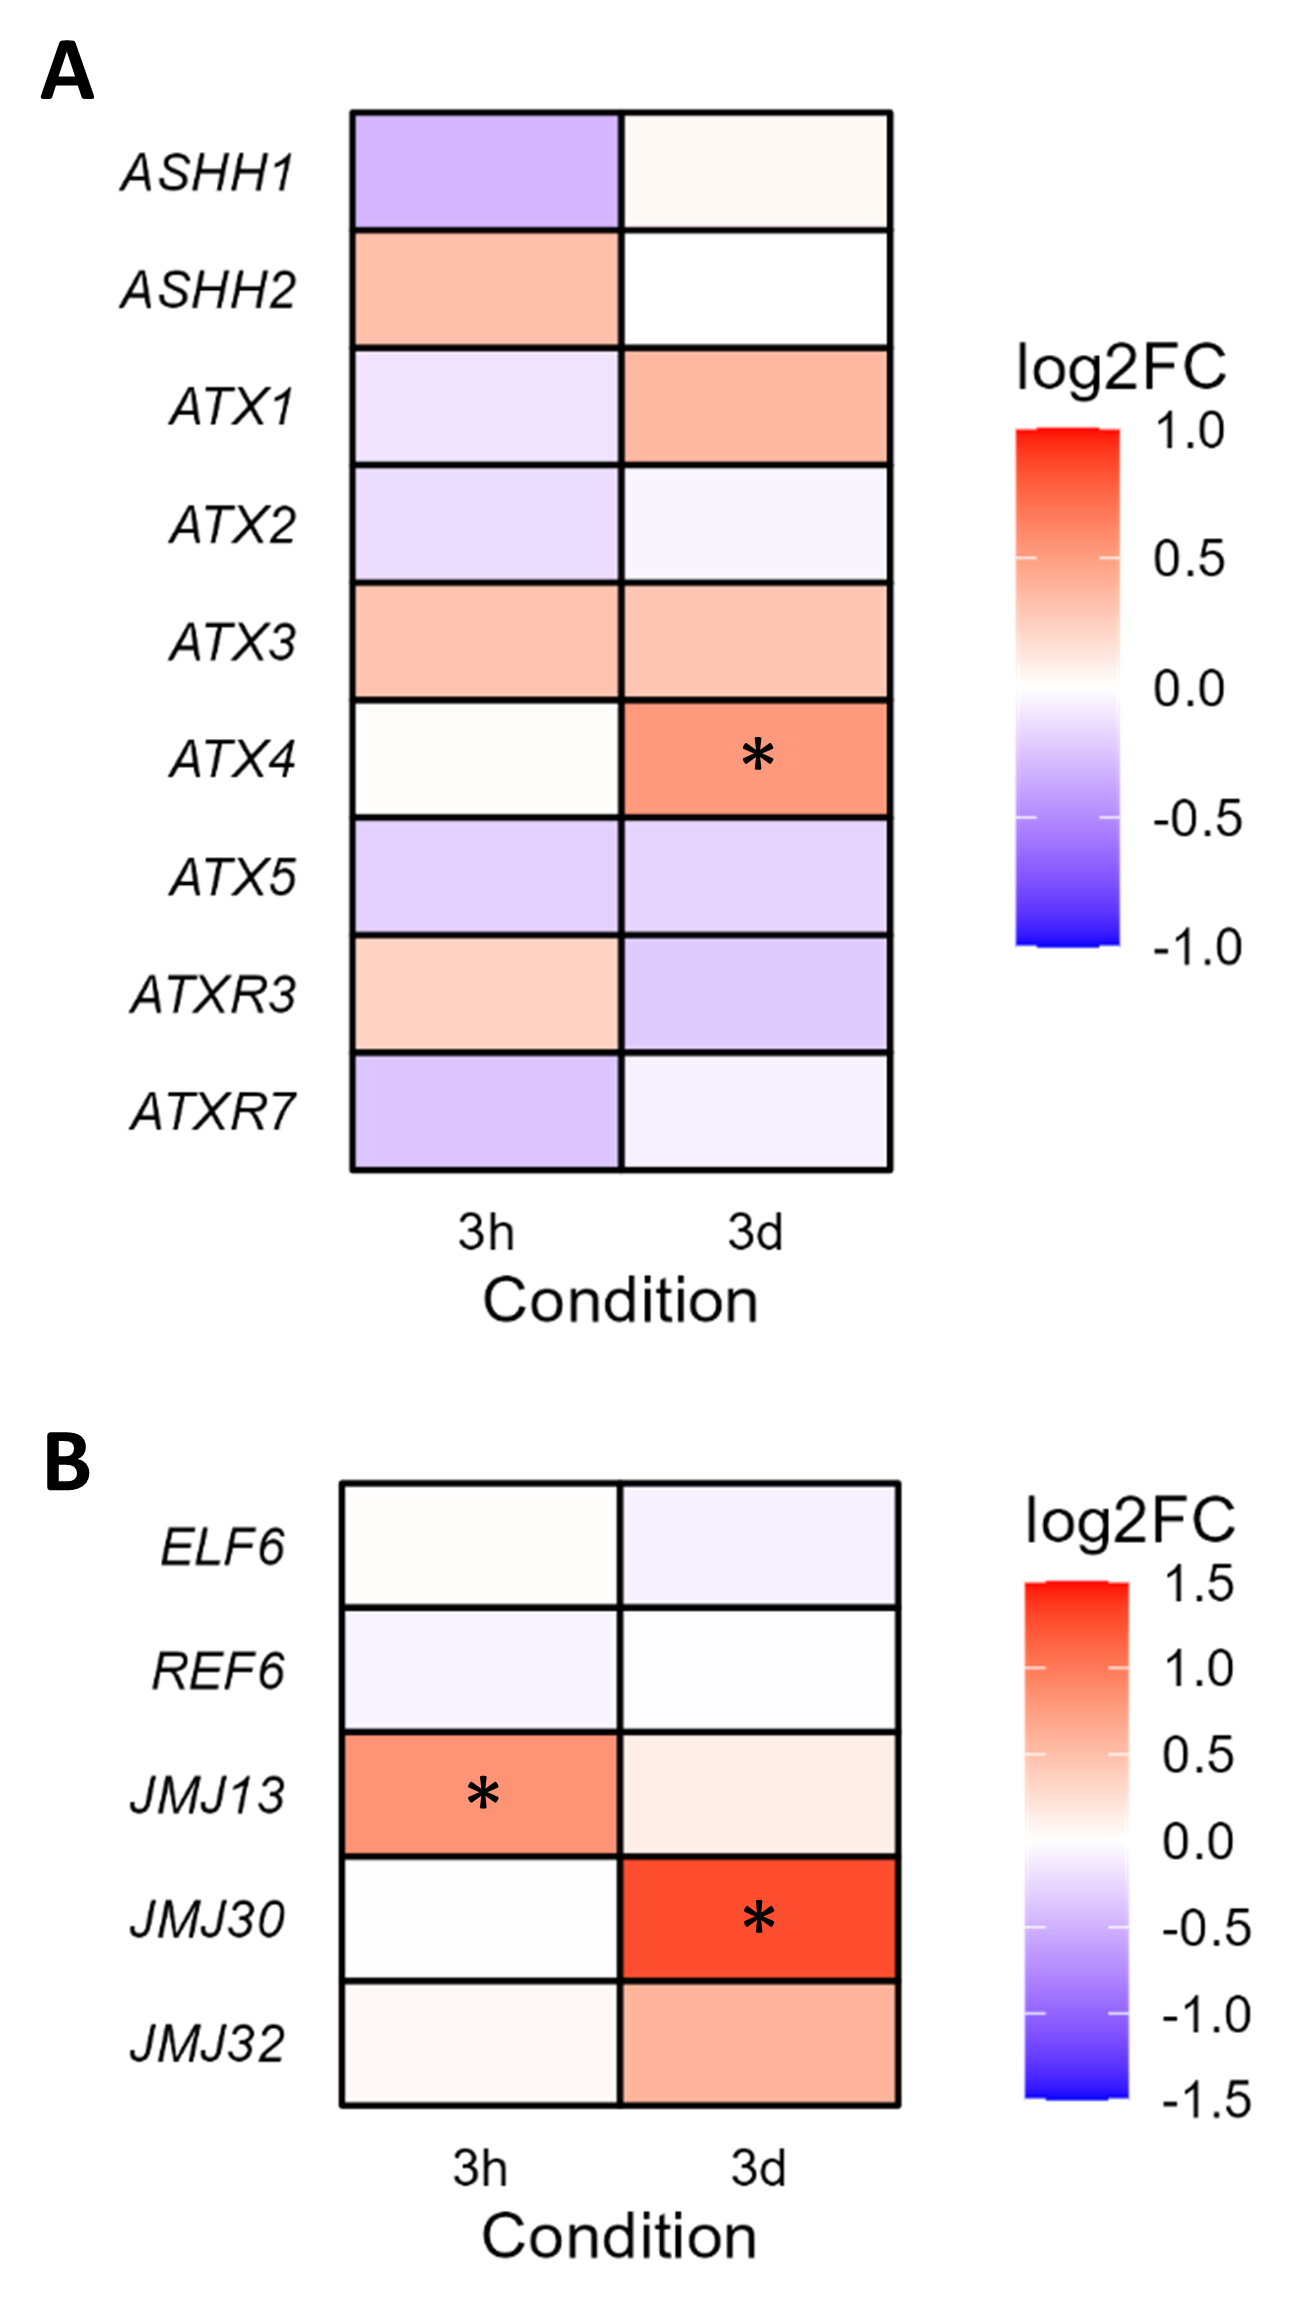 A
ASHH1
ASHH2
ATX1
ATX2
ATX3
ATX4 *
ATX5
ATXR3
ATXR7
3h 3d
Condition
log2FC
1.0
0.5
0.0
-0.5
-1.0
B
ELF6
REF6
JMJ13 *
JMJ30 *
JMJ32
3h 3d
Condition
log2FC
1.5
1.0
0.5
0.0
-0.5
-1.0
-1.5